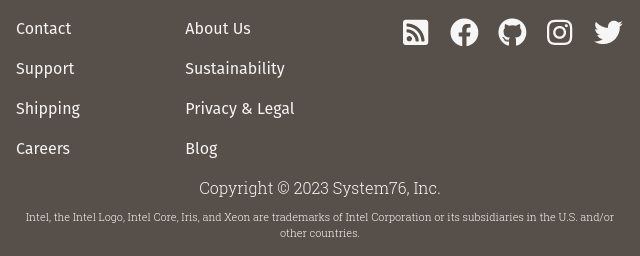 Contact
About Us
Support
Sustainability
Shipping
Privacy & Legal
Careers
Blog
Copyright © 2023 System76, Inc.
Intel, the Intel Logo, Intel Core, Iris, and Xeon are trademarks of Intel Corporation or its subsidiaries in the U.S. and/or
other countries.